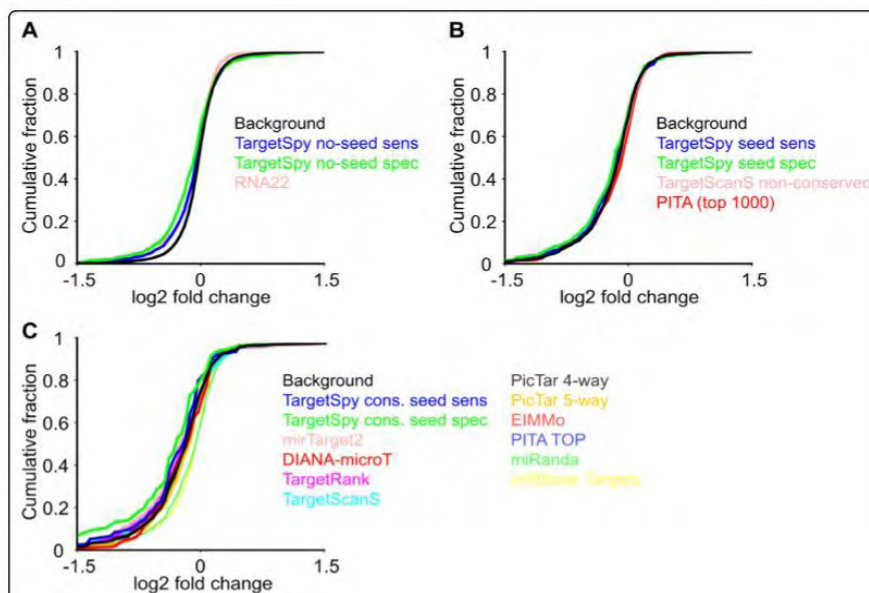 A
1
0.8
0.6
0.4
0.2
0
Cumulative fraction
Background
TargetSpy no-seed sens
TargetSpy no-seed spec
RNA22
-1.5
0
1.5
log2 fold change
B
1
0.8
0.6
0.4
0.2
0
Cumulative fraction
Background
TargetSpy seed sens
TargetSpy seed spec
TargetScanS non-conserved
PITA (top 1000)
-1.5
0
1.5
log2 fold change
C
1
0.8
0.6
0.4
0.2
0
Cumulative fraction
Background
TargetSpy cons. seed sens
TargetSpy cons. seed spec
mirTarget2
DIANA-microT
TargetRank
TargetScanS
PicTar 4-way
PicTar 5-way
EIMMo
PITA TOP
miRanda
Targets
-1.5
0
1.5
log2 fold change